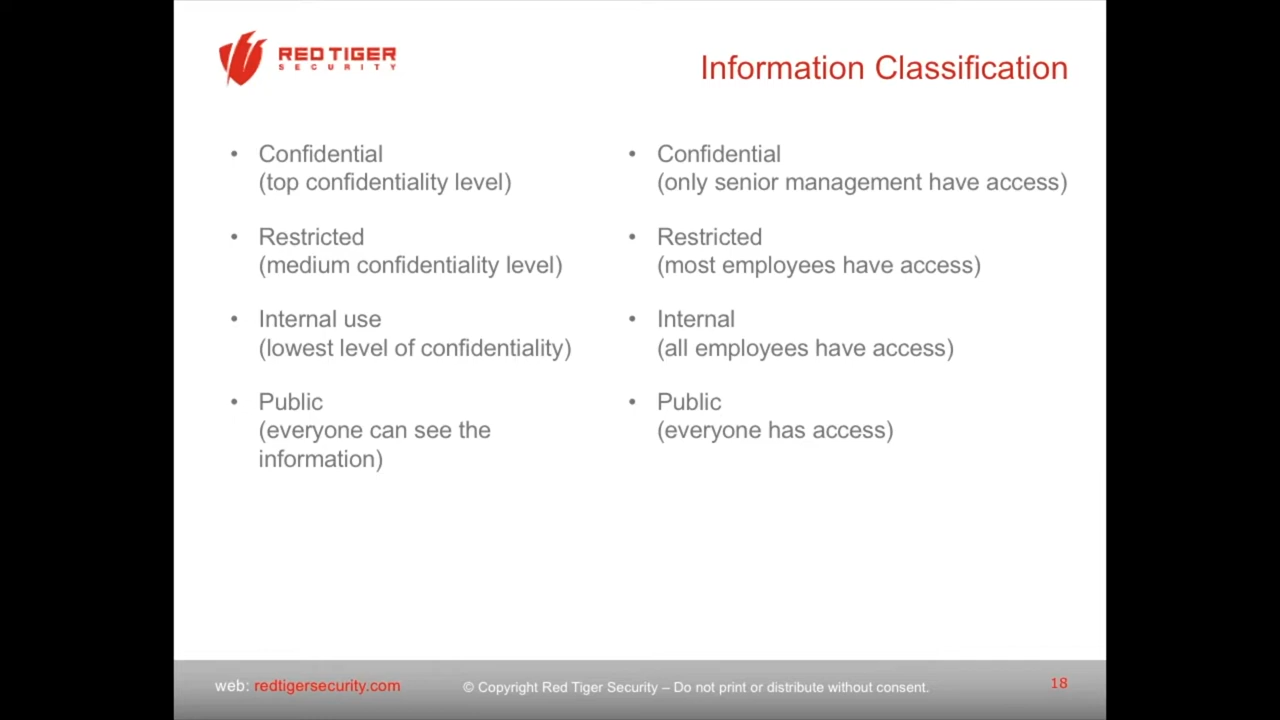 RED TIGER
SECURITY
Information Classification
• Confidential
(top confidentiality level)
• Restricted
(medium confidentiality level)
• Internal use
(lowest level of confidentiality)
• Public
(everyone can see the
information)
• Confidential
(only senior management have access)
• Restricted
(most employees have access)
• Internal
(all employees have access)
• Public
(everyone has access)
web: redtigersecurity.com
© Copyright Red Tiger Security – Do not print or distribute without consent.
18